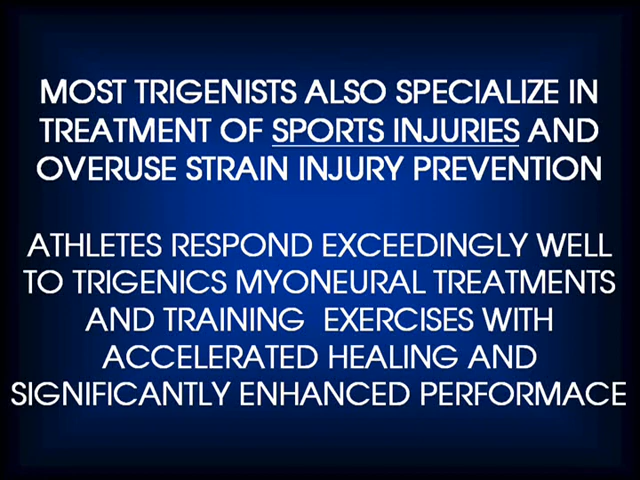 MOST TRIGENISTS ALSO SPECIALIZE IN
TREATMENT OF SPORTS INJURIES AND
OVERUSE STRAIN INJURY PREVENTION
ATHLETES RESPOND EXCEEDINGLY WELL
TO TRIGENICS MYONEURAL TREATMENTS
AND TRAINING  EXERCISES WITH
ACCELERATED HEALING AND
SIGNIFICANTLY ENHANCED PERFORMACE